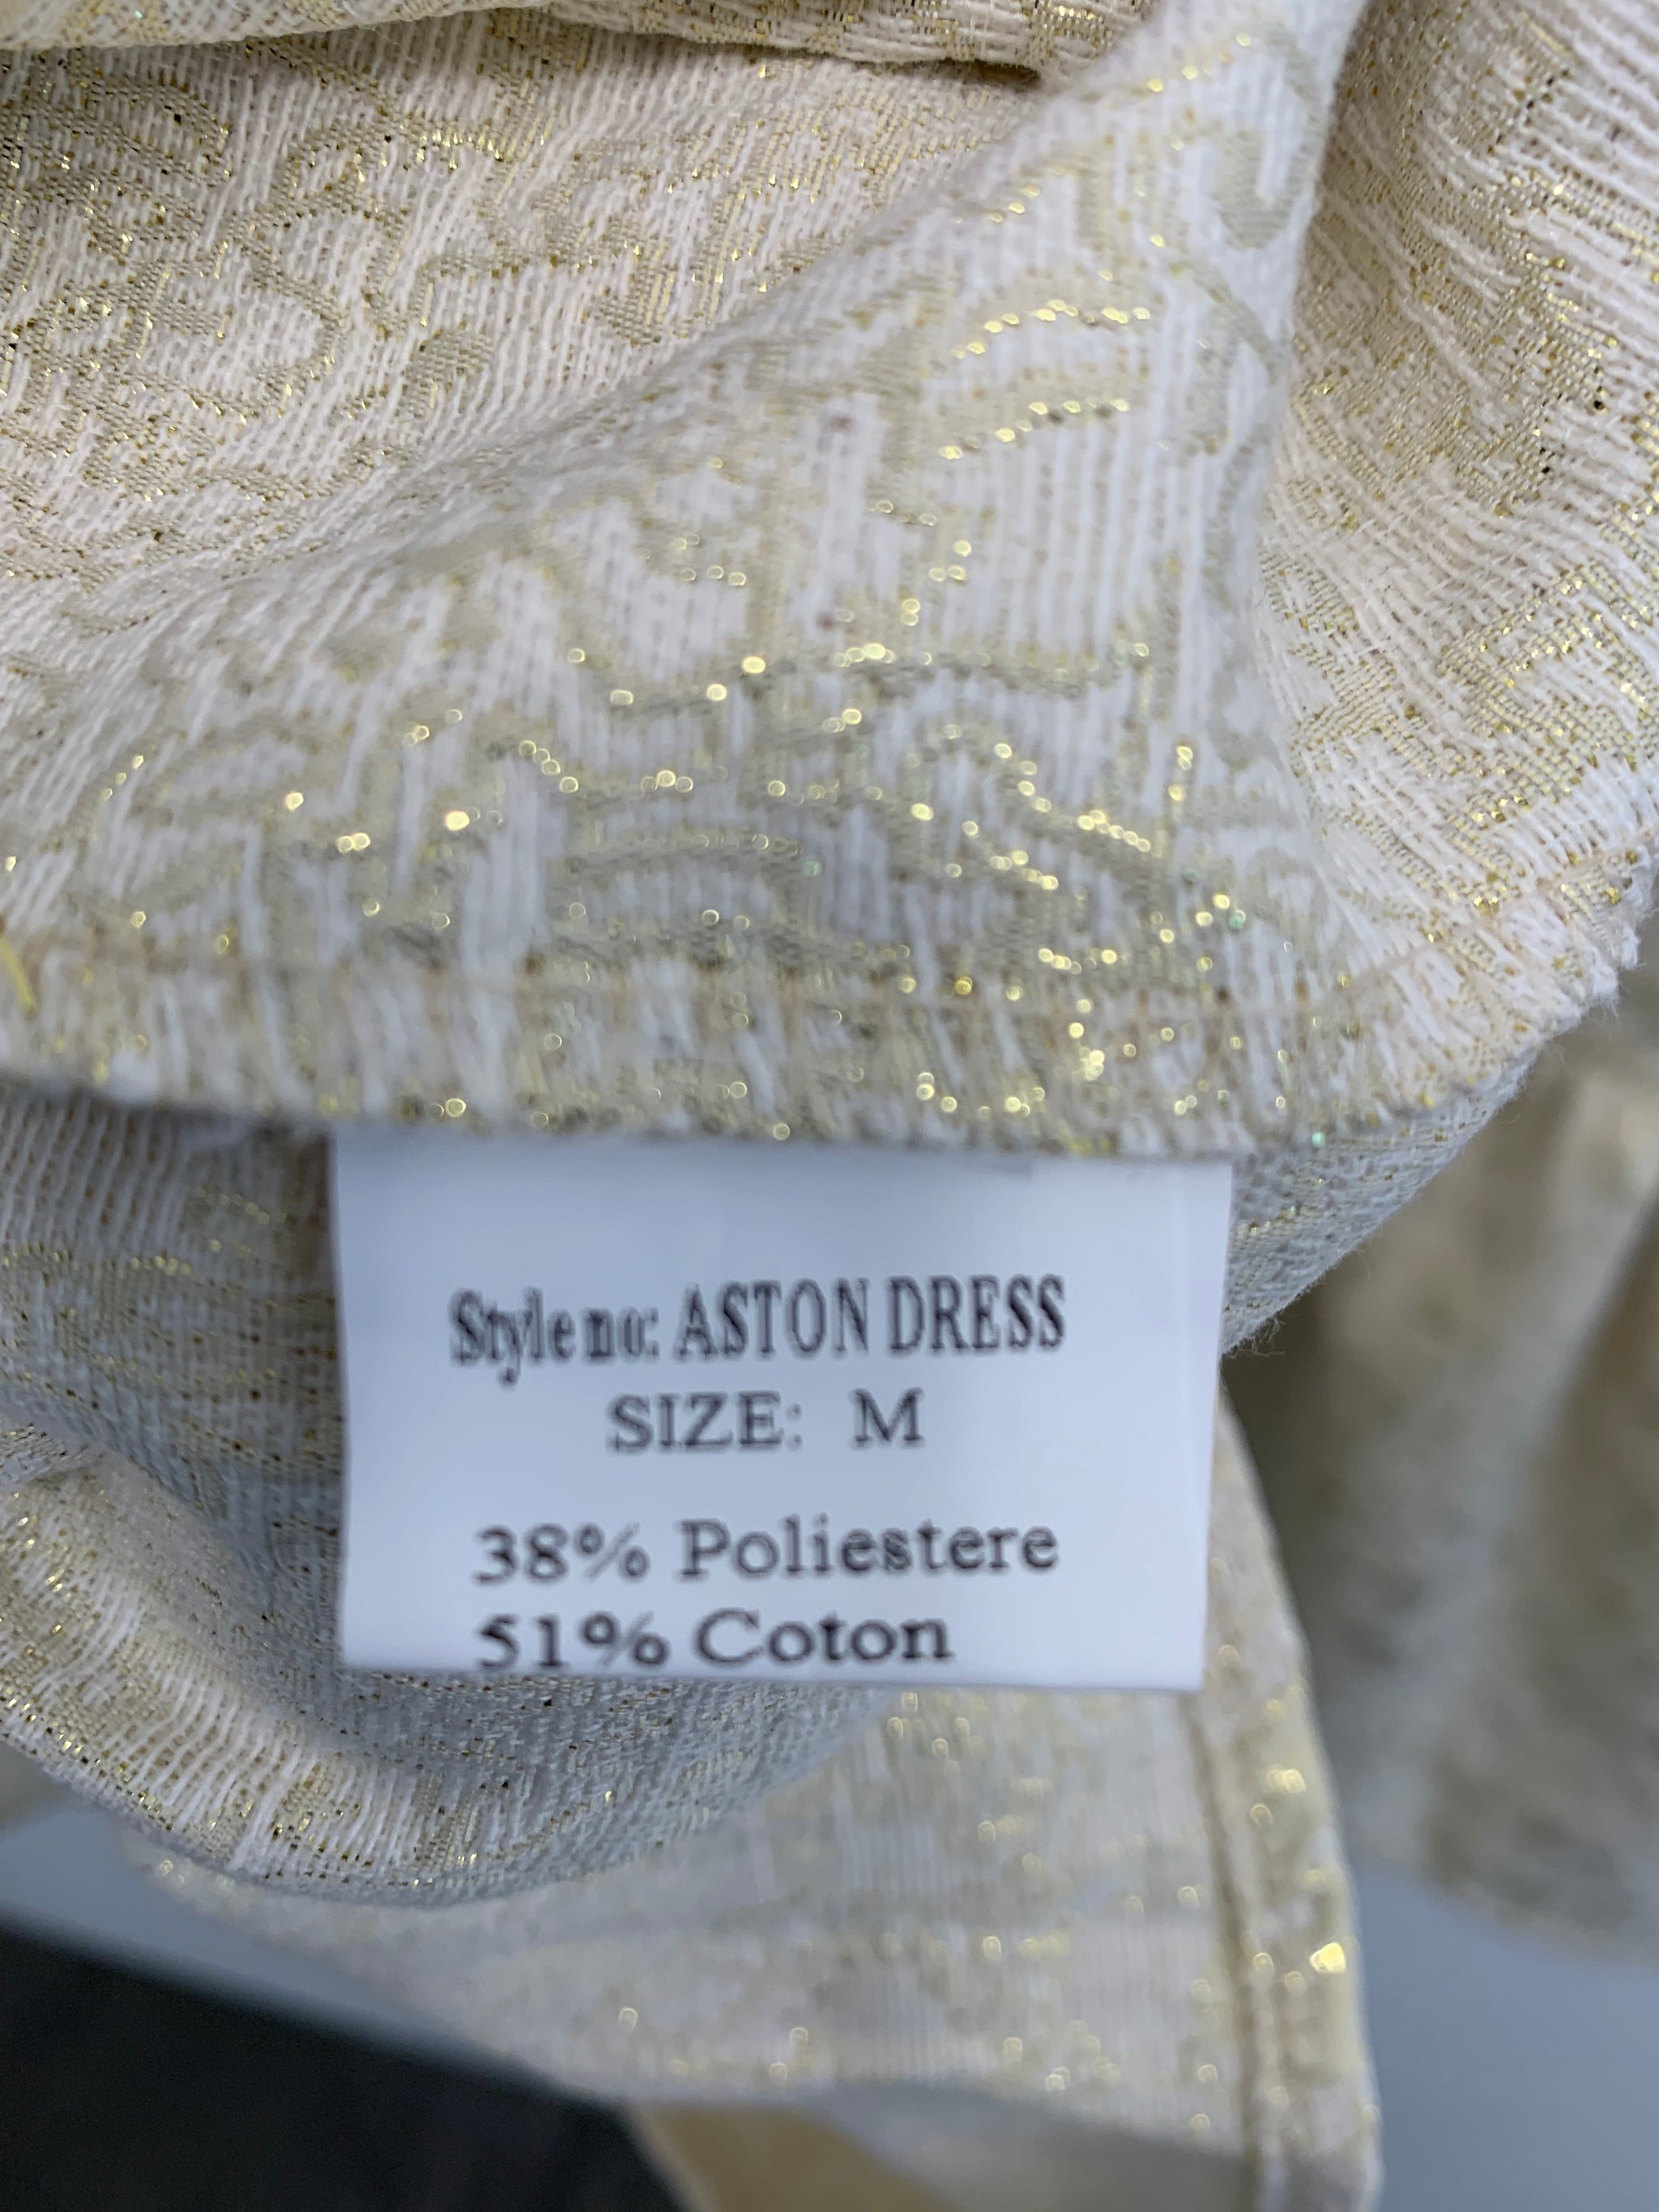 Style no: ASTON DRESS
SIZE: M
38% Poliestere
51% Coton